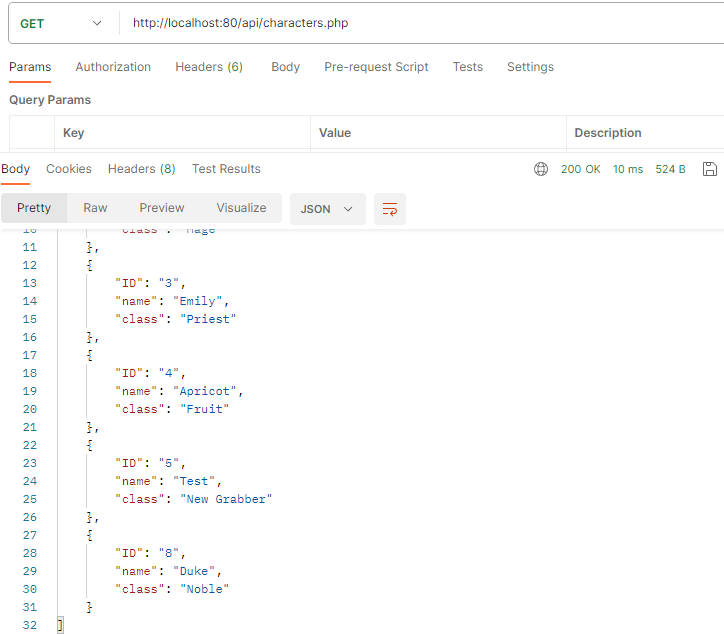 GET http://localhost:80/api/characters.php
Params Authorization Headers (6) Body Pre-request Script Tests Settings
Query Params
Key Value Description
Body Cookies Headers (8) Test Results 200 OK 10 ms 524 B
Pretty Raw Preview Visualize JSON
10 "class": "Mage"
11 },
12 {
13 "ID": "3",
14 "name": "Emily",
15 "class": "Priest"
16 },
17 {
18 "ID": "4",
19 "name": "Apricot",
20 "class": "Fruit"
21 },
22 {
23 "ID": "5",
24 "name": "Test",
25 "class": "New Grabber"
26 },
27 {
28 "ID": "8",
29 "name": "Duke",
30 "class": "Noble"
31 }
32 ]